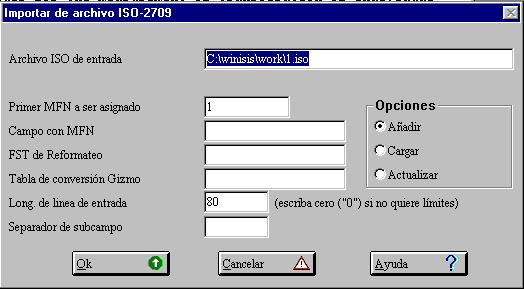 Importar de archivo ISO-2709
Archivo ISO de entrada C:\winisis\work\1.iso
Primer MFN a ser asignado 1
Campo con MFN
FST de Reformateo
Tabla de conversión Gizmo
Long. de linea de entrada 80 (escriba cero ("0") si no quiere límites)
Separador de subcampo
Opciones
Añadir
Cargar
Actualizar
Ok Cancelar Ayuda ?